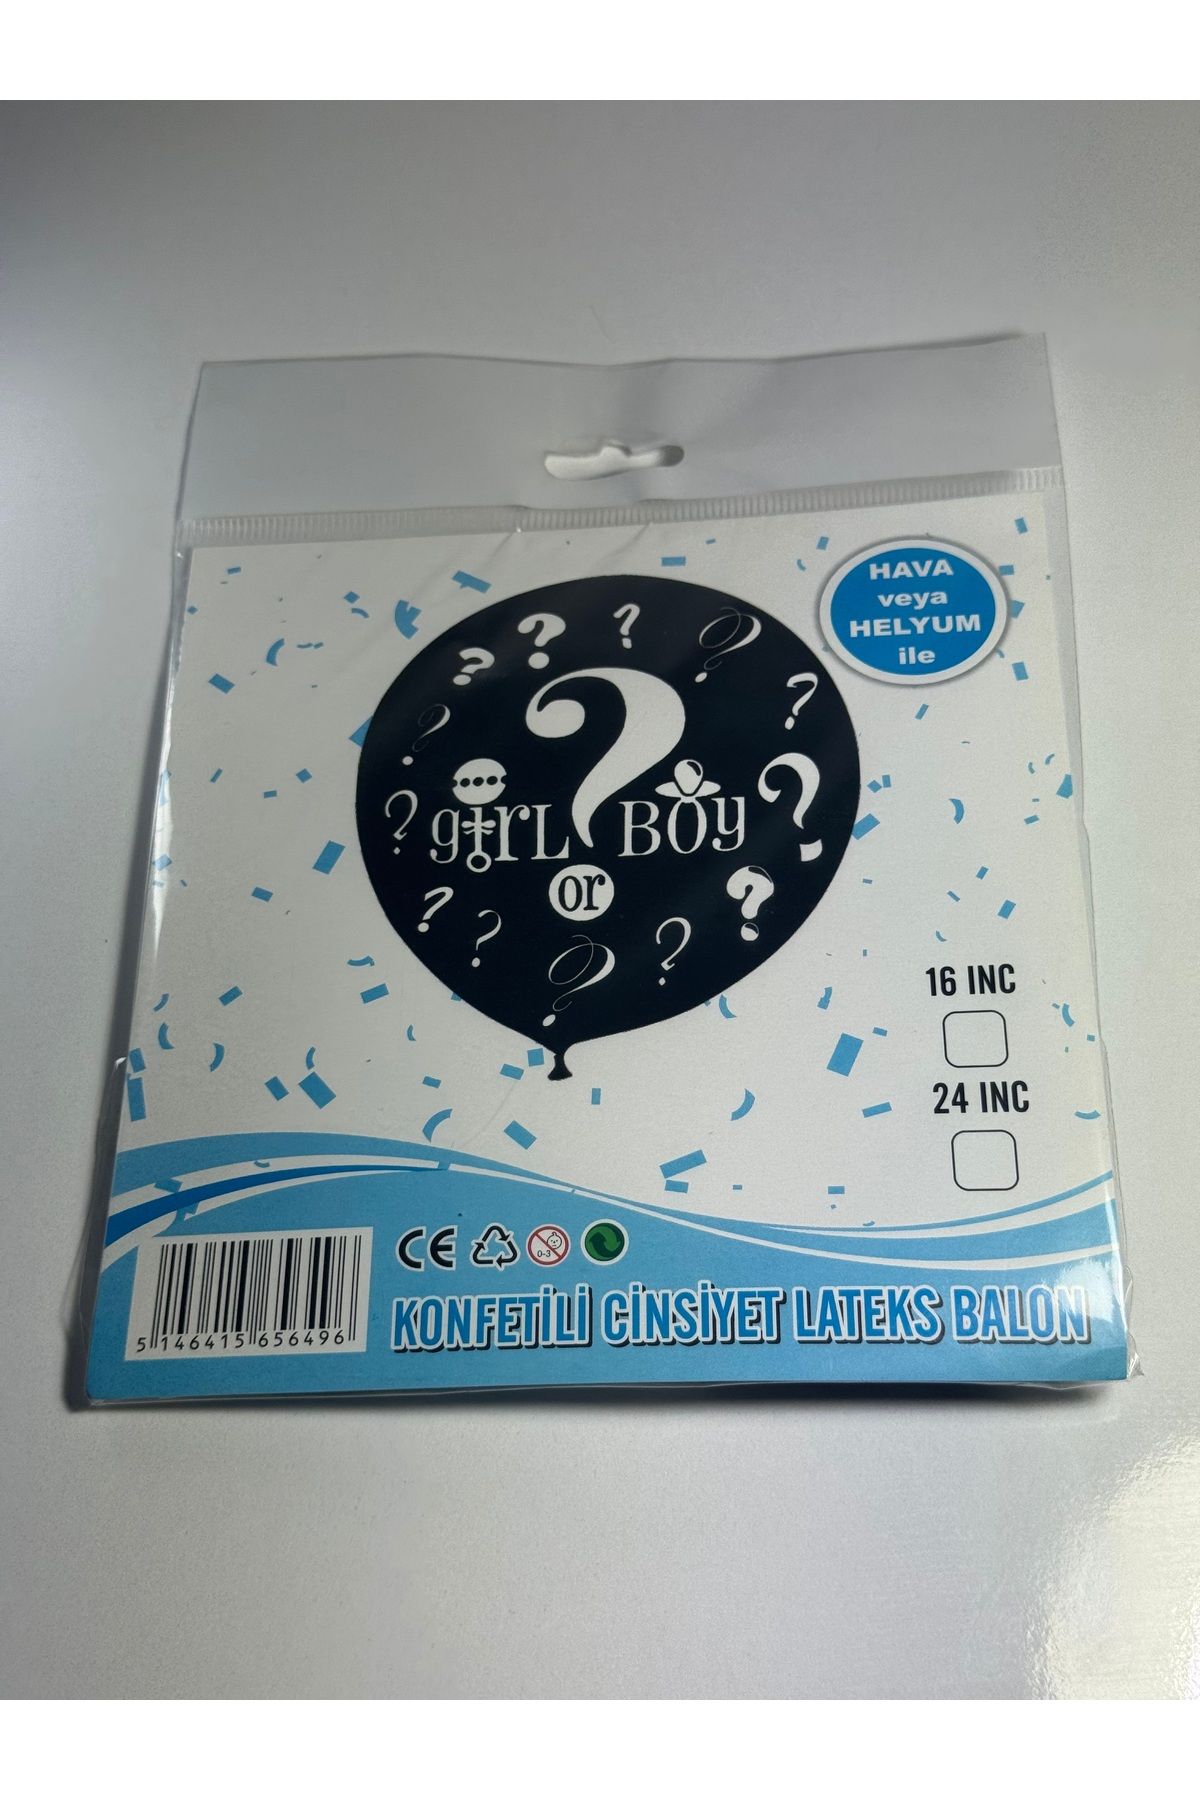 HAVA
veya
HELYUM
ile
?
girl Boy
or
16 INC
24 INC
CE
0-3
5 146415 656496
KONFETİLİ CİNSİYET LATEKS BALON